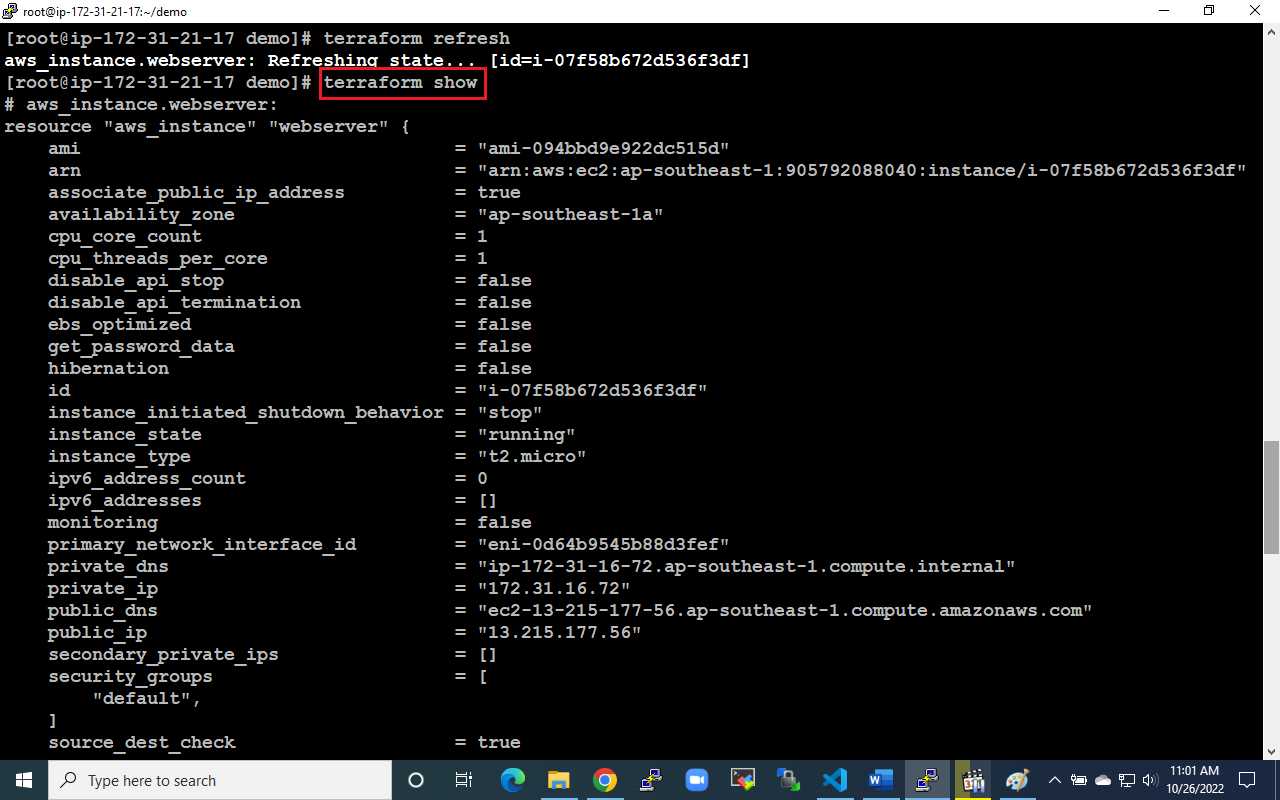 root@ip-172-31-21-17:~/demo
[root@ip-172-31-21-17 demo]# terraform refresh
aws_instance.webserver: Refreshing state... [id=i-07f58b672d536f3df]
[root@ip-172-31-21-17 demo]# terraform show
# aws_instance.webserver:
resource "aws_instance" "webserver" {
    ami                                  = "ami-094bbd9e922dc515d"
    arn                                  = "arn:aws:ec2:ap-southeast-1:905792088040:instance/i-07f58b672d536f3df"
    associate_public_ip_address          = true
    availability_zone                    = "ap-southeast-1a"
    cpu_core_count                       = 1
    cpu_threads_per_core                 = 1
    disable_api_stop                     = false
    disable_api_termination              = false
    ebs_optimized                        = false
    get_password_data                    = false
    hibernation                          = false
    id                                   = "i-07f58b672d536f3df"
    instance_initiated_shutdown_behavior = "stop"
    instance_state                       = "running"
    instance_type                        = "t2.micro"
    ipv6_address_count                   = 0
    ipv6_addresses                       = []
    monitoring                           = false
    primary_network_interface_id         = "eni-0d64b9545b88d3fef"
    private_dns                          = "ip-172-31-16-72.ap-southeast-1.compute.internal"
    private_ip                           = "172.31.16.72"
    public_dns                           = "ec2-13-215-177-56.ap-southeast-1.compute.amazonaws.com"
    public_ip                            = "13.215.177.56"
    secondary_private_ips                = []
    security_groups                      = [
        "default",
    ]
    source_dest_check                    = true
Type here to search
11:01 AM
10/26/2022